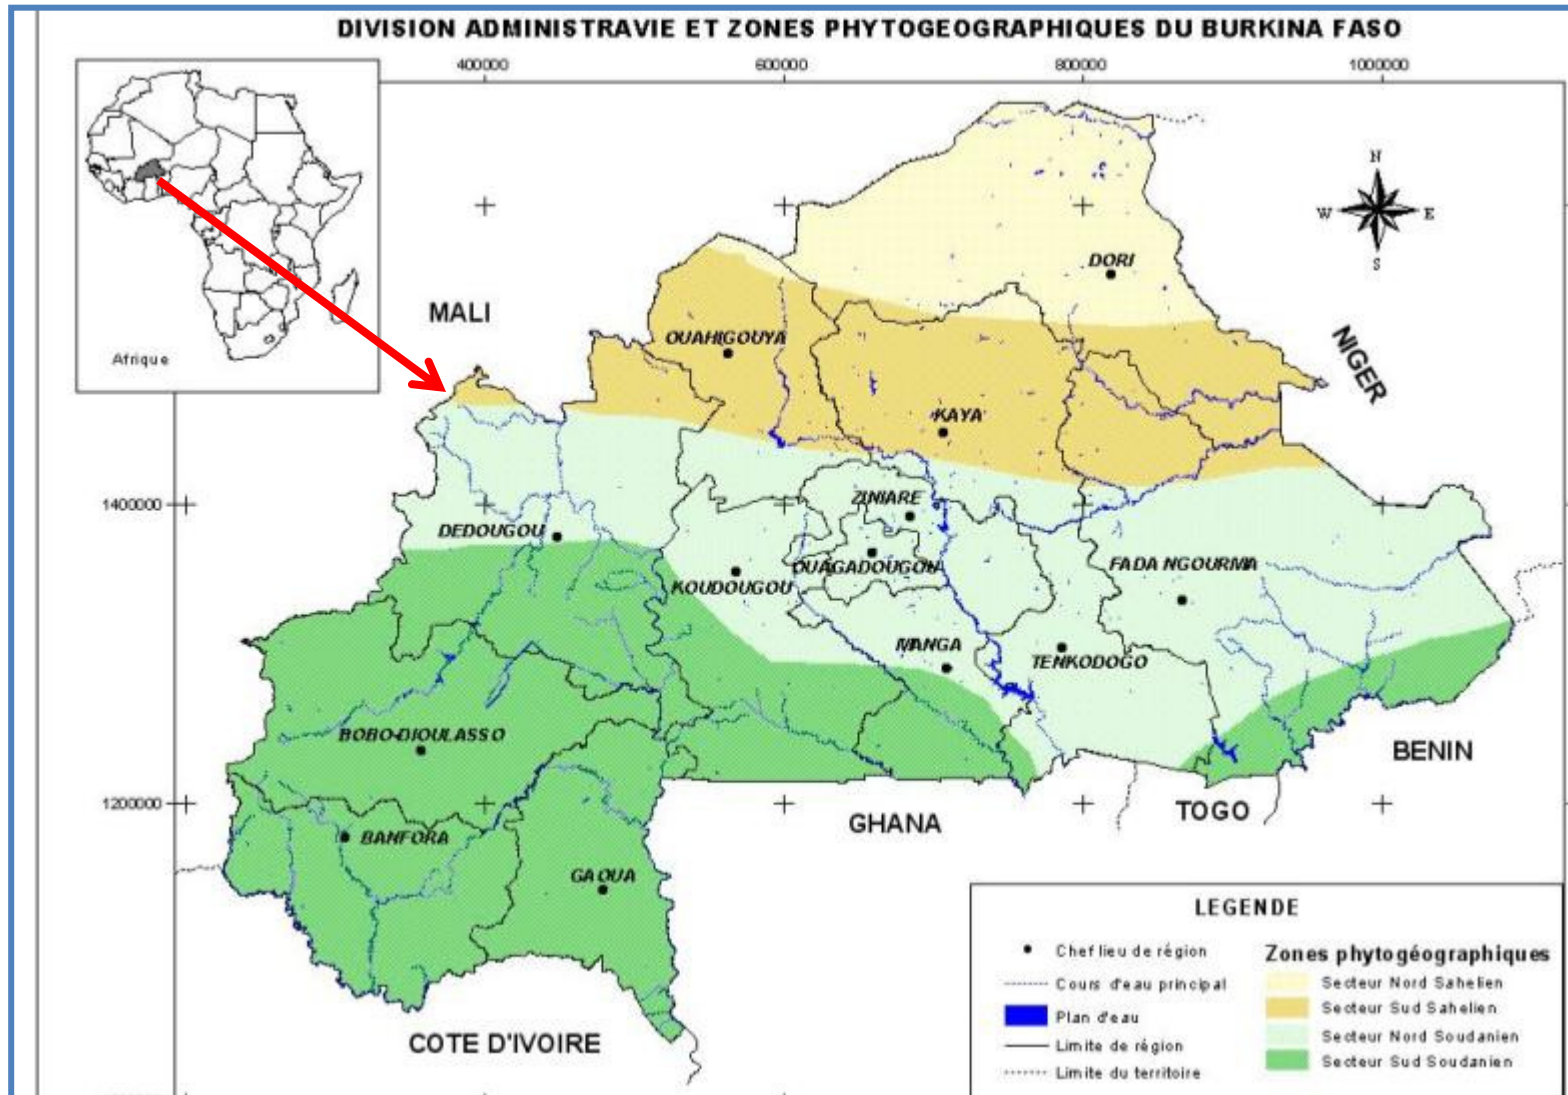 DIVISION ADMINISTRAVIE ET ZONES PHYTOGEOGRAPHIQUES DU BURKINA FASO
400000 600000 800000 1000000
Afrique
N
W E
S
DORI
MALI
OUAHIGOUYA
NIGER
KAYA
1400000
ZINIARE
DEDOUGOU
OUAGADOUGOU
FADA NGOURMA
KOUDOUGOU
MANGA
TENKODOGO
BOBO-DIOULASSO
BENIN
1200000
GHANA
TOGO
BANFORA
GAOUA
COTE D'IVOIRE
LEGENDE
Chef lieu de région
Cours d'eau principal
Plan d'eau
Limite de région
Limite du territoire
Zones phytogéographiques
Secteur Nord Sahelien
Secteur Sud Sahelien
Secteur Nord Soudanien
Secteur Sud Soudanien